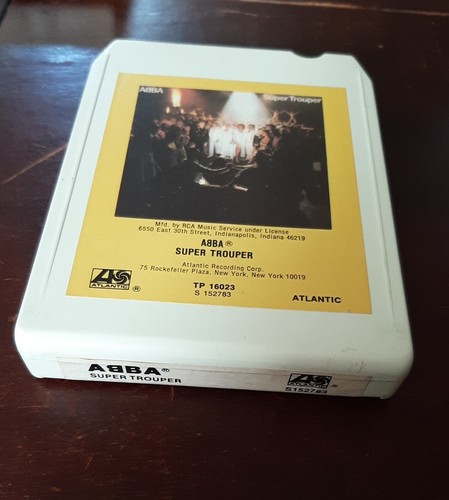 ABBA Super Trouper
Mfd. by RCA Music Service under License
6550 East 30th Street, Indianapolis, Indiana 46219
ABBA®
SUPER TROUPER
Atlantic Recording Corp.
75 Rockefeller Plaza, New York, New York 10019
ATLANTIC ®
TP 16023
S 152783
ATLANTIC
ABBA®
SUPER TROUPER
ATLANTIC ®
S152783